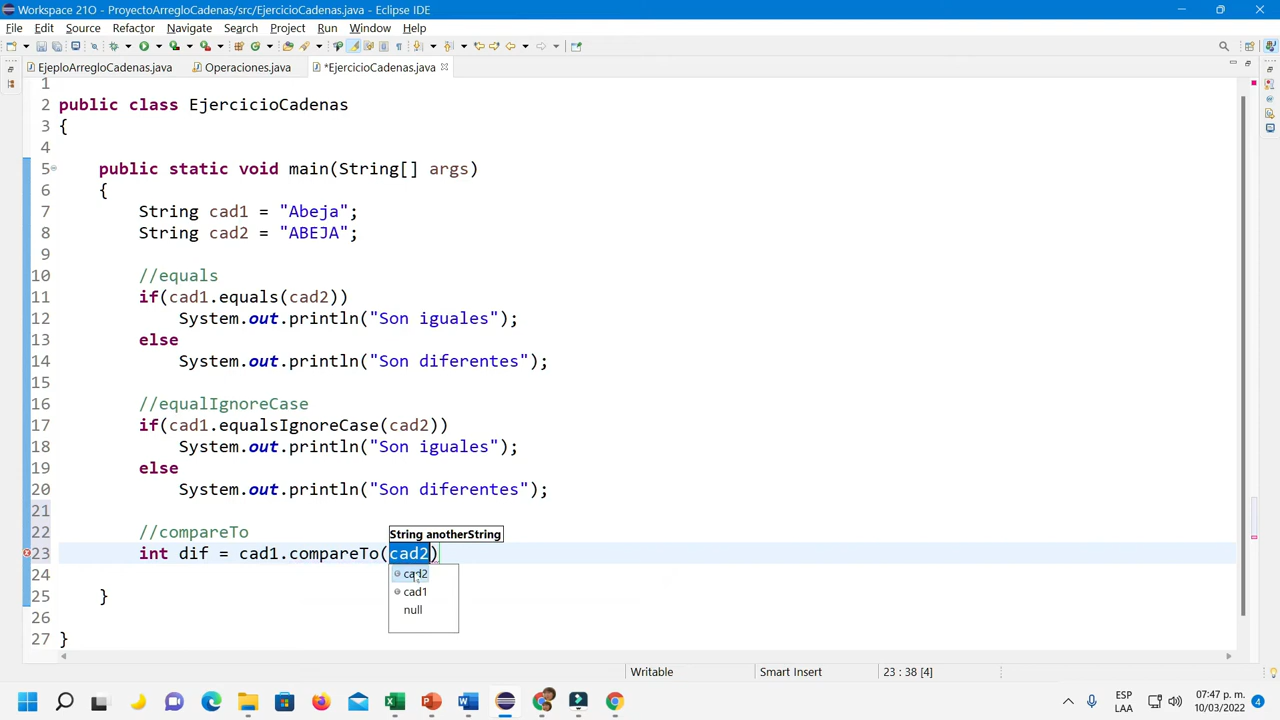 Workspace 21O - ProyectoArregloCadenas/src/EjercicioCadenas.java - Eclipse IDE
File Edit Source Refactor Navigate Search Project Run Window Help
EjeploArregloCadenas.java Operaciones.java *EjercicioCadenas.java
1
2 public class EjercicioCadenas
3 {
4
5 public static void main(String[] args)
6 {
7 String cad1 = "Abeja";
8 String cad2 = "ABEJA";
9
10 //equals
11 if(cad1.equals(cad2))
12 System.out.println("Son iguales");
13 else
14 System.out.println("Son diferentes");
15
16 //equalIgnoreCase
17 if(cad1.equalsIgnoreCase(cad2))
18 System.out.println("Son iguales");
19 else
20 System.out.println("Son diferentes");
21
22 //compareTo
String anotherString
23 int dif = cad1.compareTo(cad2)
cad2
24
cad1
25 }
null
26
27 }
Writable Smart Insert 23 : 38 [4]
ESP
LAA
07:47 p. m.
10/03/2022
4